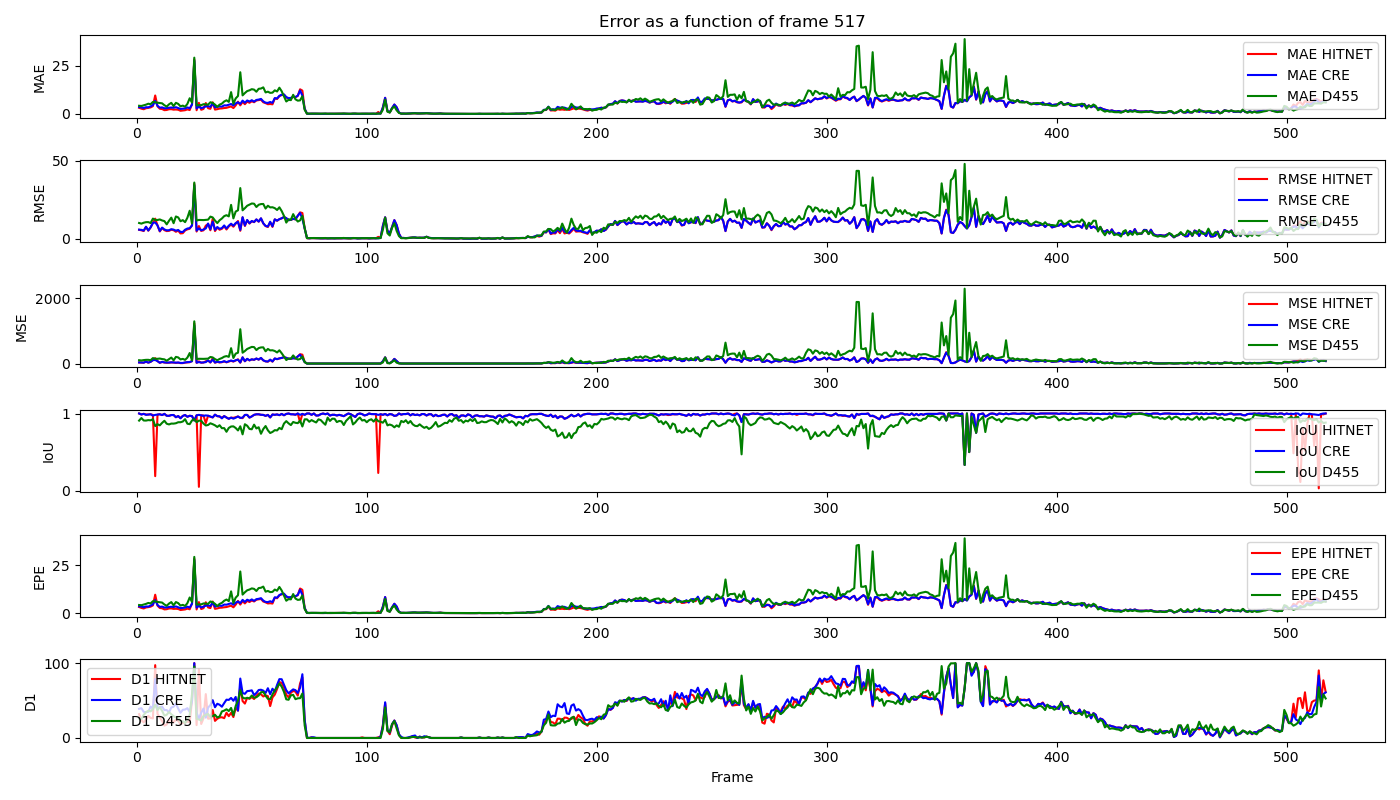 Error as a function of frame 517
MAE
25
0
MAE HITNET
MAE CRE
MAE D455
0 100 200 300 400 500
RMSE
50
0
RMSE HITNET
RMSE CRE
RMSE D455
0 100 200 300 400 500
MSE
2000
0
MSE HITNET
MSE CRE
MSE D455
0 100 200 300 400 500
IoU
1
0
IoU HITNET
IoU CRE
IoU D455
0 100 200 300 400 500
EPE
25
0
EPE HITNET
EPE CRE
EPE D455
0 100 200 300 400 500
D1
100
0
D1 HITNET
D1 CRE
D1 D455
0 100 200 300 400 500
Frame